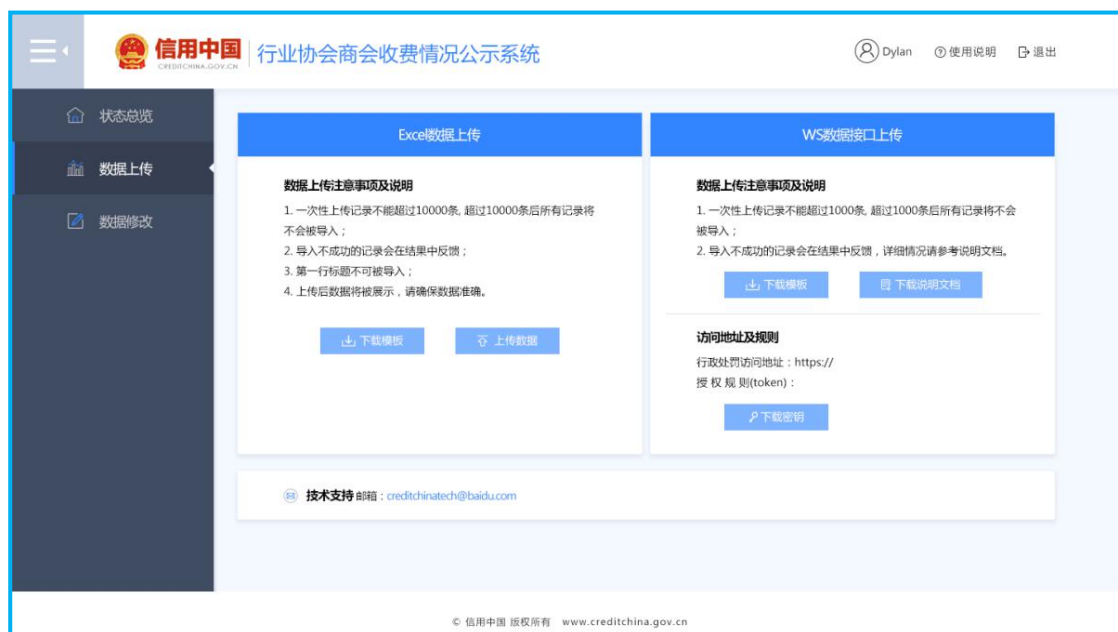 信用中国
CREDITCHINA.GOV.CN
行业协会商会收费情况公示系统
Dylan
使用说明
退出
状态总览
数据上传
数据修改
Excel数据上传
数据上传注意事项及说明
1. 一次性上传记录不能超过10000条, 超过10000条后所有记录将
不会被导入；
2. 导入不成功的记录会在结果中反馈；
3. 第一行标题不可被导入；
4. 上传后数据将被展示，请确保数据准确。
下载模板
上传数据
WS数据接口上传
数据上传注意事项及说明
1. 一次性上传记录不能超过1000条, 超过1000条后所有记录将不会
被导入；
2. 导入不成功的记录会在结果中反馈，详细情况请参考说明文档。
下载模板
下载说明文档
访问地址及规则
行政处罚访问地址：https://
授 权 规 则(token)：
下载密钥
技术支持 邮箱：creditchinatech@baidu.com
© 信用中国 版权所有 www.creditchina.gov.cn